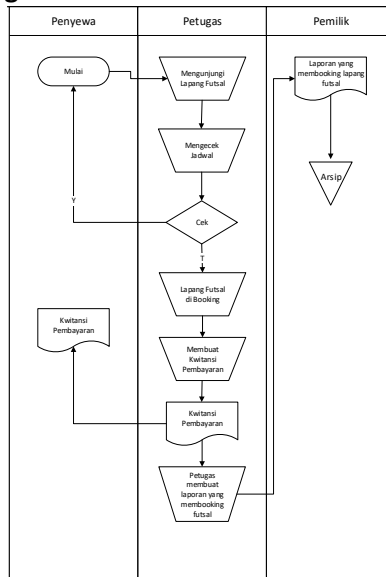 g
Penyewa
Petugas
Pemilik
Mulai
Mengunjungi
Lapang Futsal
Laporan yang
membooking lapang
futsal
Mengecek
Jadwal
Arsip
Y
Cek
T
Lapang Futsal
di Booking
Kwitansi
Pembayaran
Membuat
Kwitansi
Pembayaran
Kwitansi
Pembayaran
Petugas
membuat
laporan yang
membooking
futsal